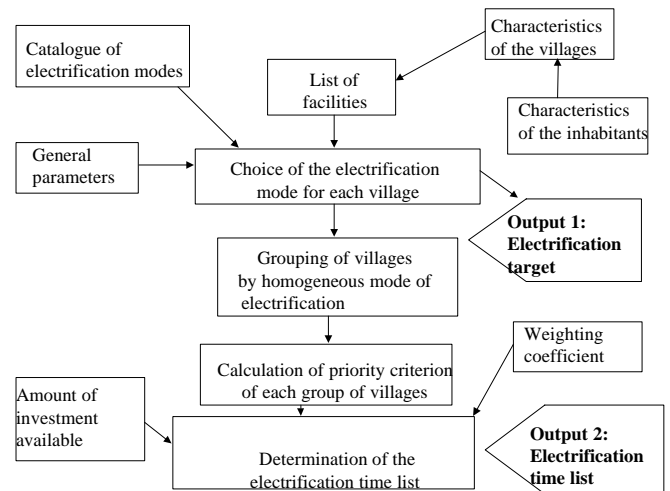 Catalogue of
electrification modes
Characteristics
of the villages
List of
facilities
Characteristics
of the inhabitants
General
parameters
Choice of the electrification
mode for each village
Output 1:
Electrification
target
Grouping of villages
by homogeneous mode of
electrification
Weighting
coefficient
Calculation of priority criterion
of each group of villages
Amount of
investment
available
Determination of the
electrification time list
Output 2:
Electrification
time list